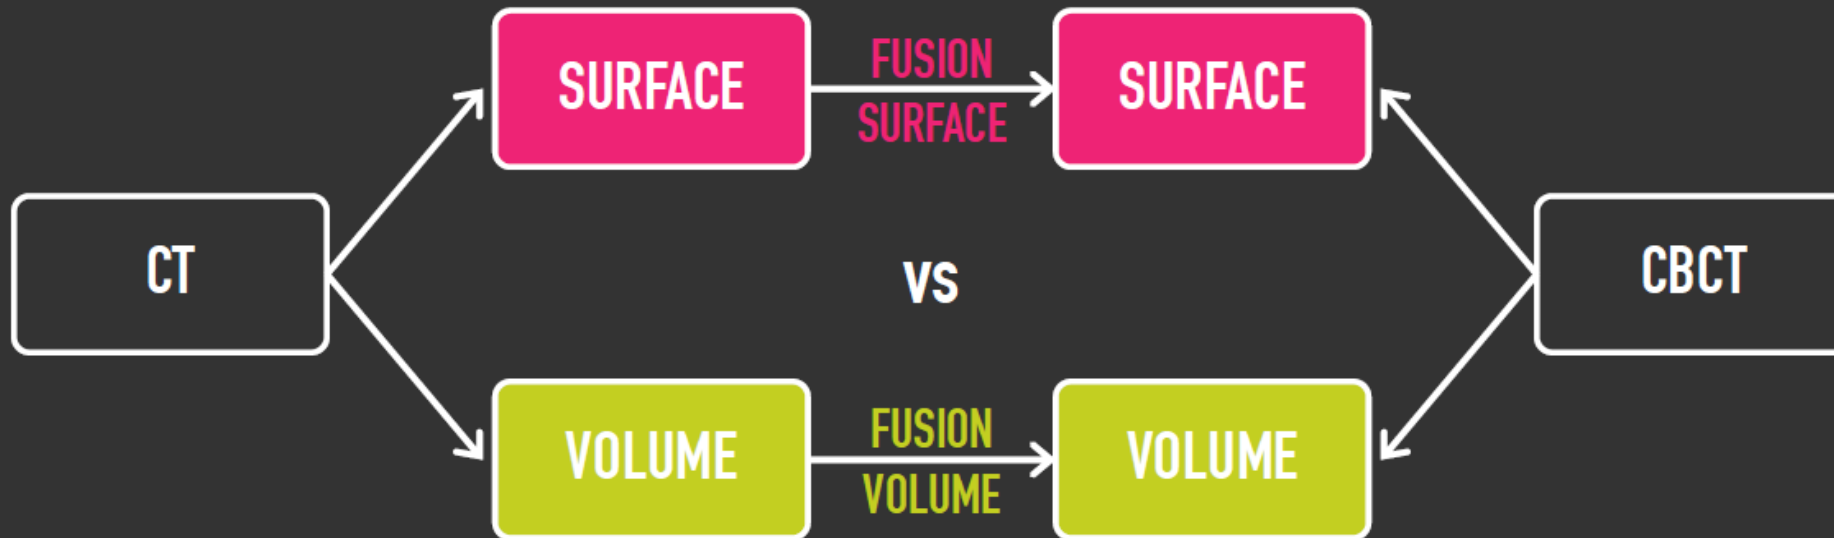 SURFACE
FUSION
SURFACE
SURFACE
CT
VS
CBCT
VOLUME
FUSION
VOLUME
VOLUME